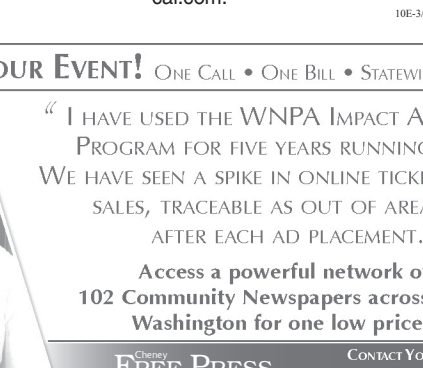 cal.com.
10E-3/
OUR EVENT! ONE CALL • ONE BILL • STATEWI
“ I HAVE USED THE WNPA IMPACT A
PROGRAM FOR FIVE YEARS RUNNING
WE HAVE SEEN A SPIKE IN ONLINE TICK
SALES, TRACEABLE AS OUT OF AREA
AFTER EACH AD PLACEMENT.
Access a powerful network o
102 Community Newspapers across
Washington for one low price
Cheney
FREE PRESS
CONTACT YO